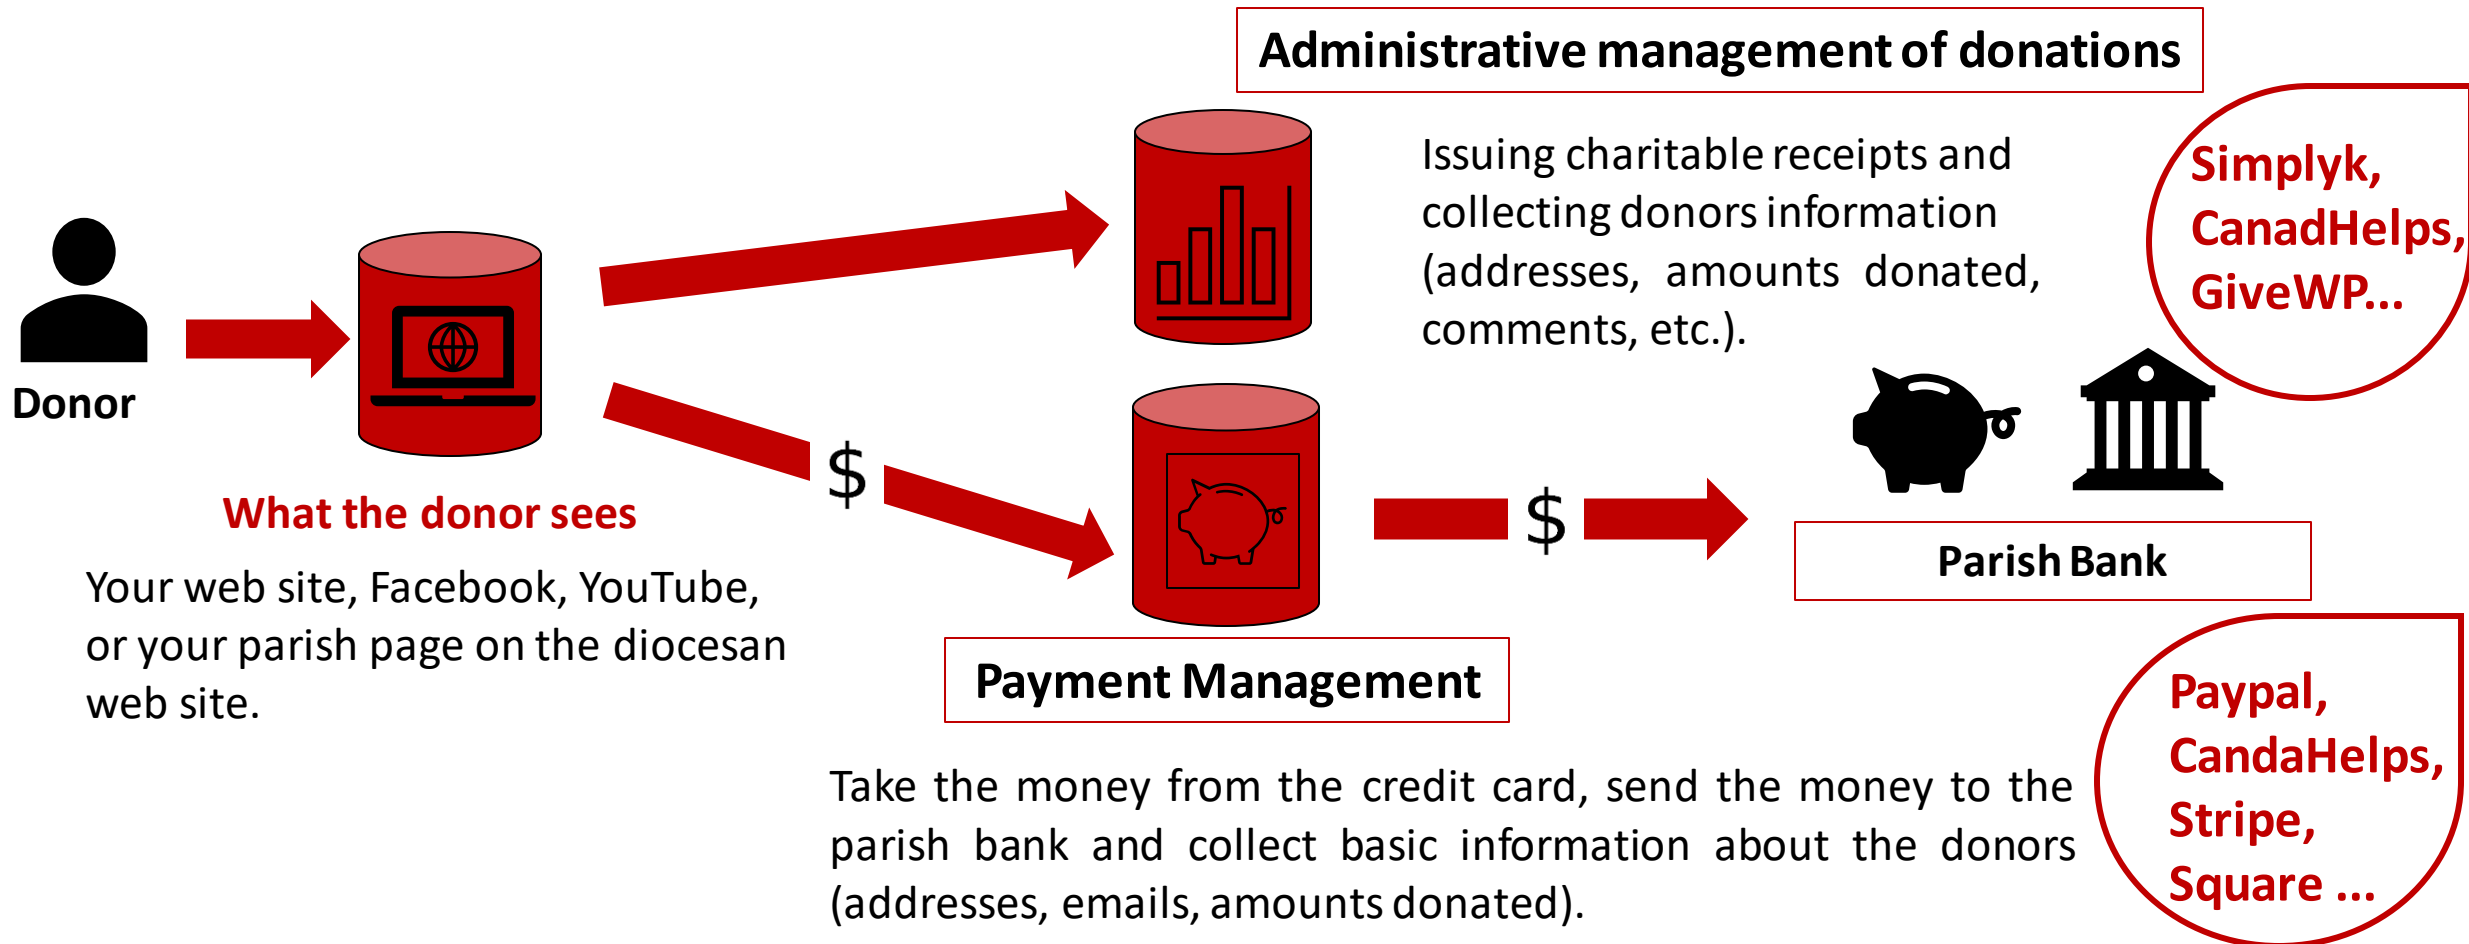 Administrative management of donations
Issuing charitable receipts and
collecting donors information
(addresses, amounts donated,
comments, etc.).
Simplyk,
CanadHelps,
GiveWP...
Donor
What the donor sees
Your web site, Facebook, YouTube,
or your parish page on the diocesan
web site.
$
$
Parish Bank
Payment Management
Take the money from the credit card, send the money to the
parish bank and collect basic information about the donors
(addresses, emails, amounts donated).
Paypal,
CandaHelps,
Stripe,
Square ...